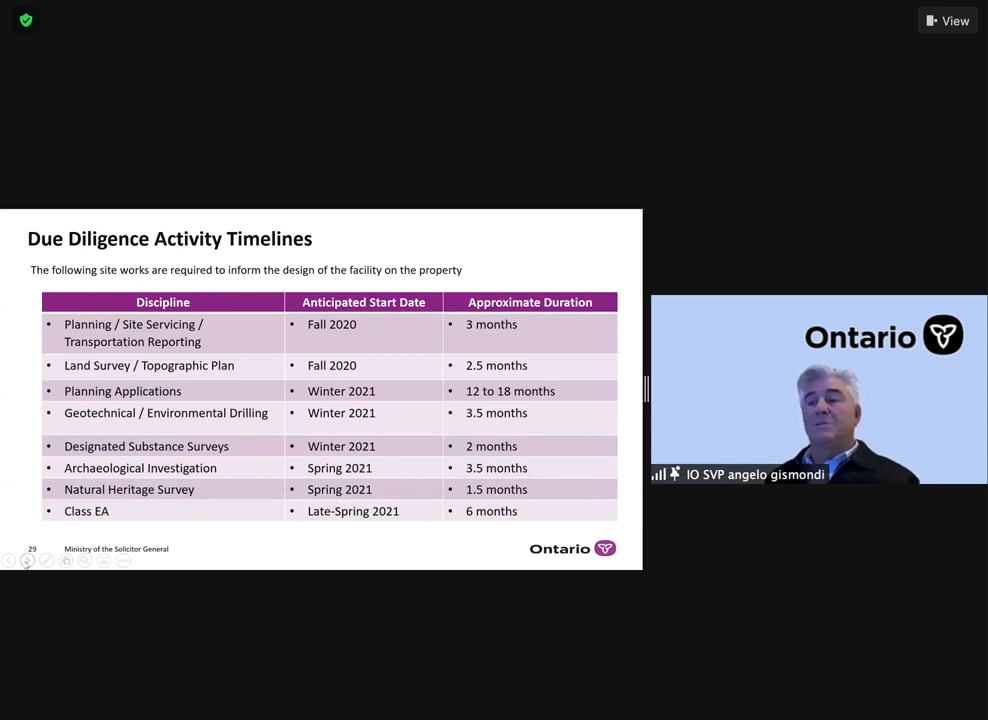 View
Due Diligence Activity Timelines
The following site works are required to inform the design of the facility on the property
Discipline Anticipated Start Date Approximate Duration
• Planning / Site Servicing / • Fall 2020 • 3 months
Transportation Reporting
• Land Survey / Topographic Plan • Fall 2020 • 2.5 months
• Planning Applications • Winter 2021 • 12 to 18 months
• Geotechnical / Environmental Drilling • Winter 2021 • 3.5 months
• Designated Substance Surveys • Winter 2021 • 2 months
• Archaeological Investigation • Spring 2021 • 3.5 months
• Natural Heritage Survey • Spring 2021 • 1.5 months
• Class EA • Late-Spring 2021 • 6 months
29 Ministry of the Solicitor General Ontario
Ontario
IO SVP angelo gismondi